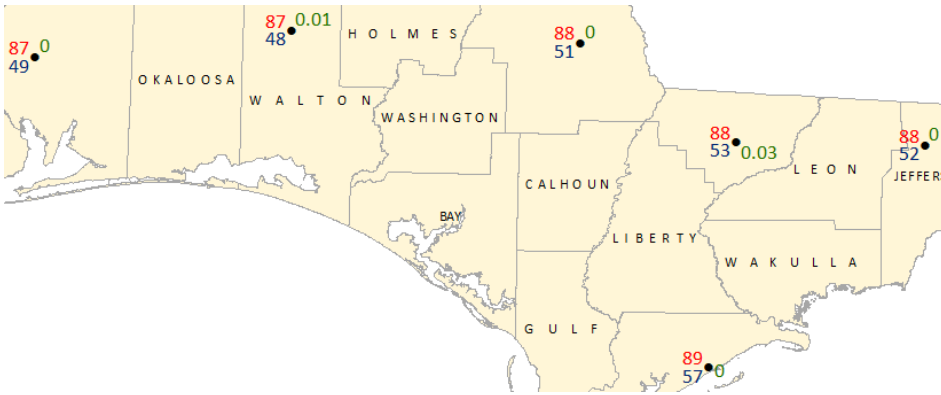 87 0.01
48
HOLMES
88 0
51
87 0
49
OKALOOSA
WALTON
WASHINGTON
88
53 0.03
88 0
52
LEON
JEFFERS
CALHOUN
BAY
LIBERTY
WAKULLA
GULF
89
57 0